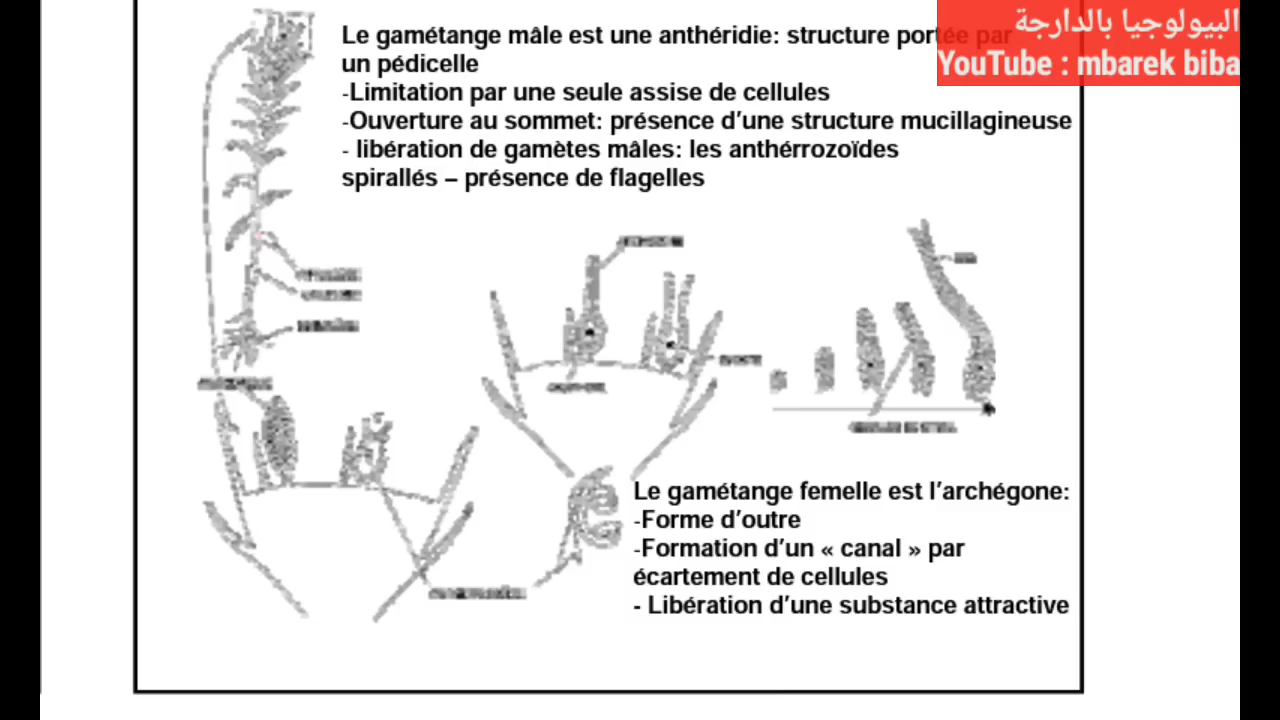 البيولوجيا بالدارجة
YouTube : mbarek biba
Le gamétange mâle est une anthéridie: structure portée par
un pédicelle
-Limitation par une seule assise de cellules
-Ouverture au sommet: présence d’une structure mucillagineuse
- libération de gamètes mâles: les anthérrozoïdes
spirallés – présence de flagelles
Le gamétange femelle est l’archégone:
-Forme d’outre
-Formation d’un « canal » par
écartement de cellules
- Libération d’une substance attractive